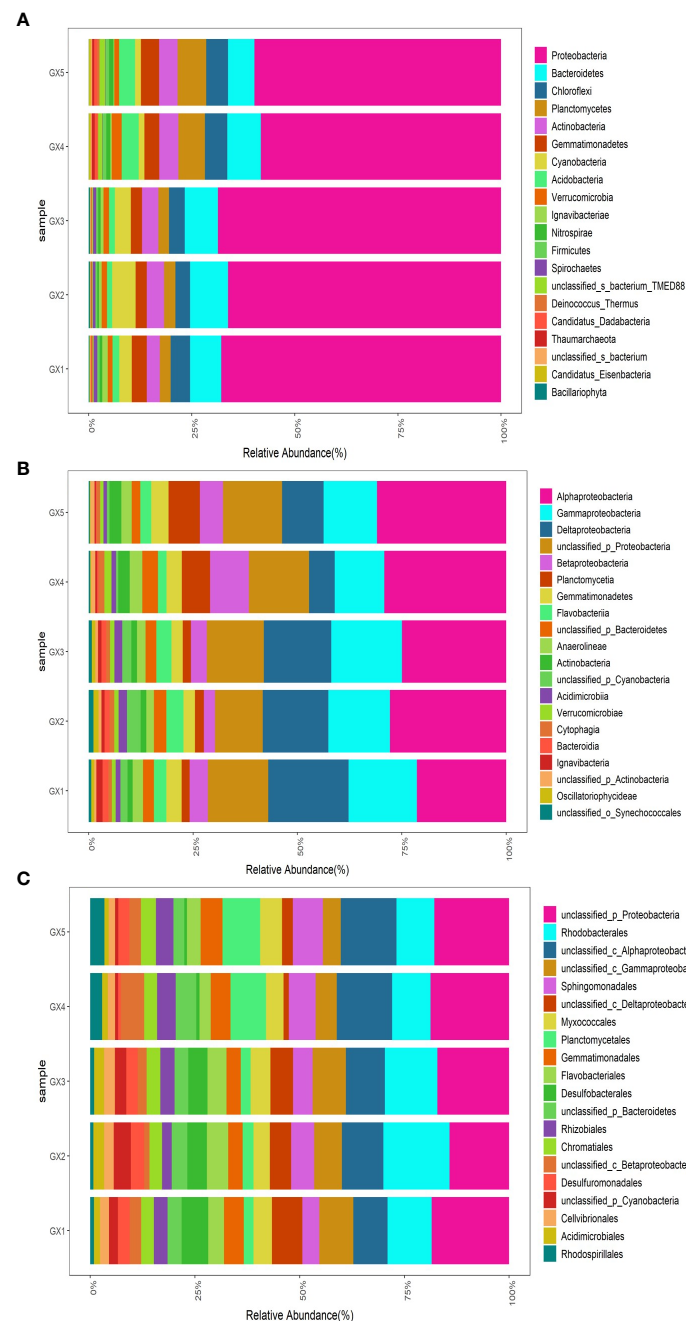 A
GX5
GX4
GX3
GX2
GX1
sample
0%
25%
50%
75%
100%
Relative Abundance(%)
Proteobacteria
Bacteroidetes
Chloroflexi
Planctomycetes
Actinobacteria
Gemmatimonadetes
Cyanobacteria
Acidobacteria
Verrucomicrobia
Ignavibacteriae
Nitrospirae
Firmicutes
Spirochaetes
unclassified_s_bacterium_TMED88
Deinococcus_Thermus
Candidatus_Dadabacteria
Thaumarchaeota
unclassified_s_bacterium
Candidatus_Eisenbacteria
Bacillariophyta
B
GX5
GX4
GX3
GX2
GX1
sample
0%
25%
50%
75%
100%
Relative Abundance(%)
Alphaproteobacteria
Gammaproteobacteria
Deltaproteobacteria
unclassified_p_Proteobacteria
Betaproteobacteria
Planctomycetia
Gemmatimonadetes
Flavobacteriia
unclassified_p_Bacteroidetes
Anaerolineae
Actinobacteria
unclassified_p_Cyanobacteria
Acidimicrobiia
Verrucomicrobiae
Cytophagia
Bacteroidia
Ignavibacteria
unclassified_p_Actinobacteria
Oscillatoriophycideae
unclassified_o_Synechococcales
C
GX5
GX4
GX3
GX2
GX1
sample
0%
25%
50%
75%
100%
Relative Abundance(%)
unclassified_p_Proteobacteria
Rhodobacterales
unclassified_c_Alphaproteobact
unclassified_c_Gammaproteoba
Sphingomonadales
unclassified_c_Deltaproteobacte
Myxococcales
Planctomycetales
Gemmatimonadales
Flavobacteriales
Desulfobacterales
unclassified_p_Bacteroidetes
Rhizobiales
Chromatiales
unclassified_c_Betaproteobacte
Desulfuromonadales
unclassified_p_Cyanobacteria
Cellvibrionales
Acidimicrobiales
Rhodospirillales